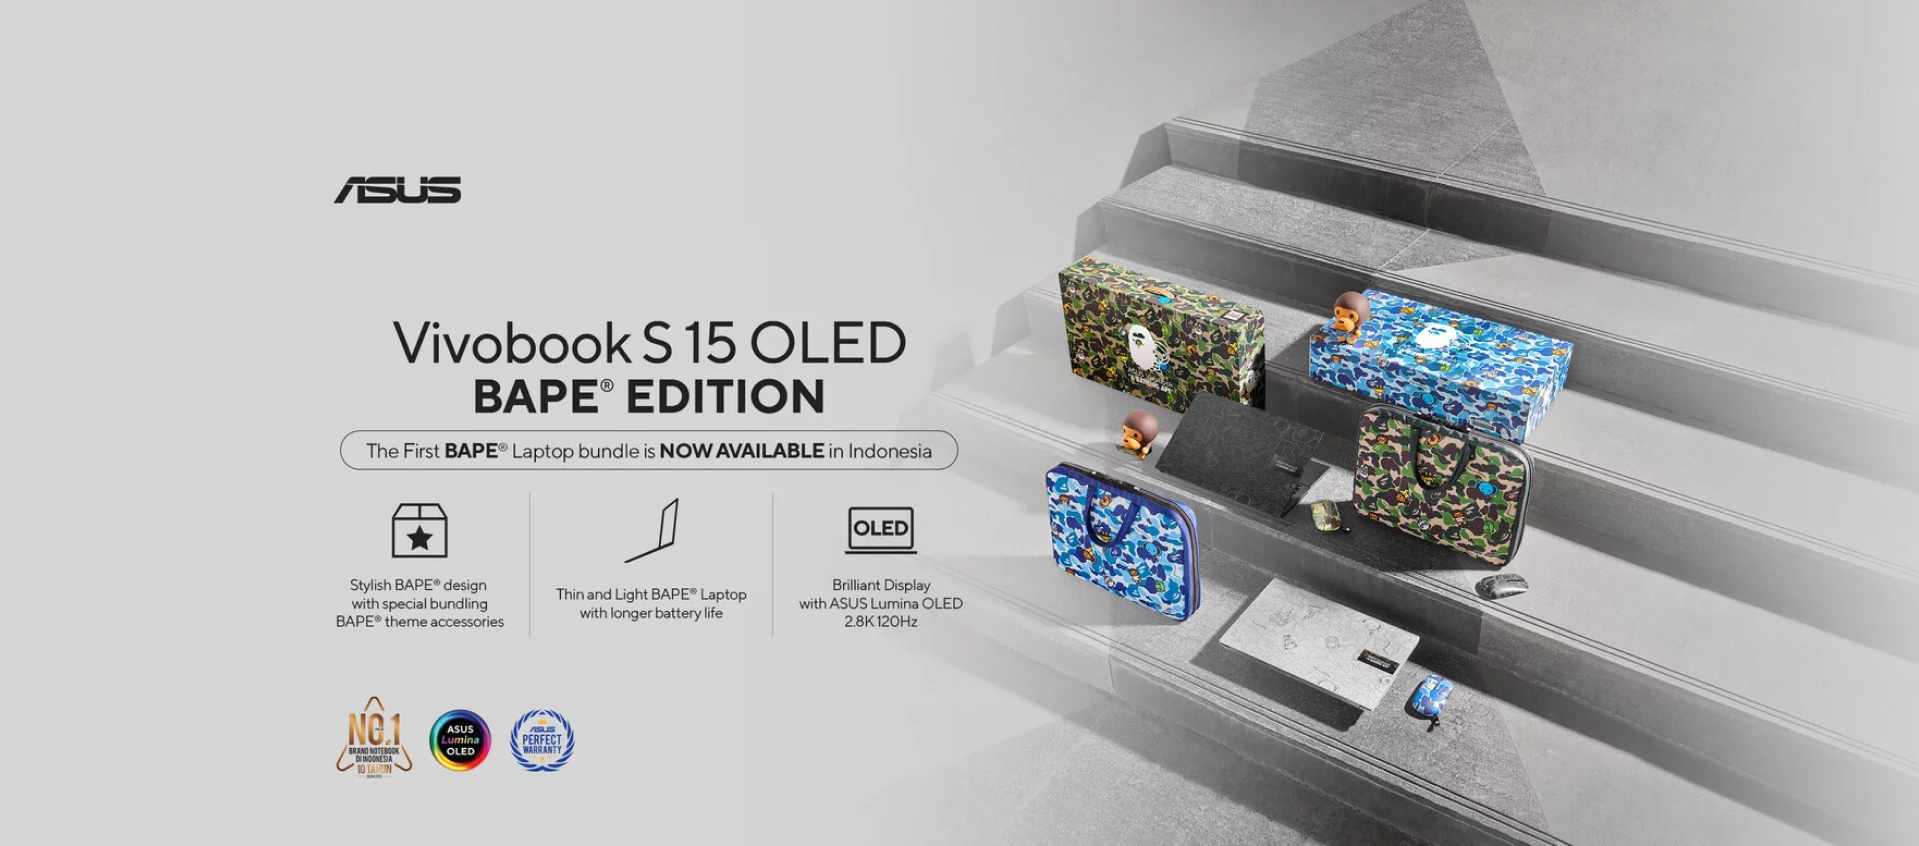 ASUS
Vivobook S 15 OLED
BAPE® EDITION
The First BAPE® Laptop bundle is NOW AVAILABLE in Indonesia
Stylish BAPE® design
with special bundling
BAPE® theme accessories
Thin and Light BAPE® Laptop
with longer battery life
OLED
Brilliant Display
with ASUS Lumina OLED
2.8K 120Hz
NO.1
BRAND NOTEBOOK
DI INDONESIA
10 TAHUN
ASUS
Lumina
OLED
ASUS
PERFECT
WARRANTY